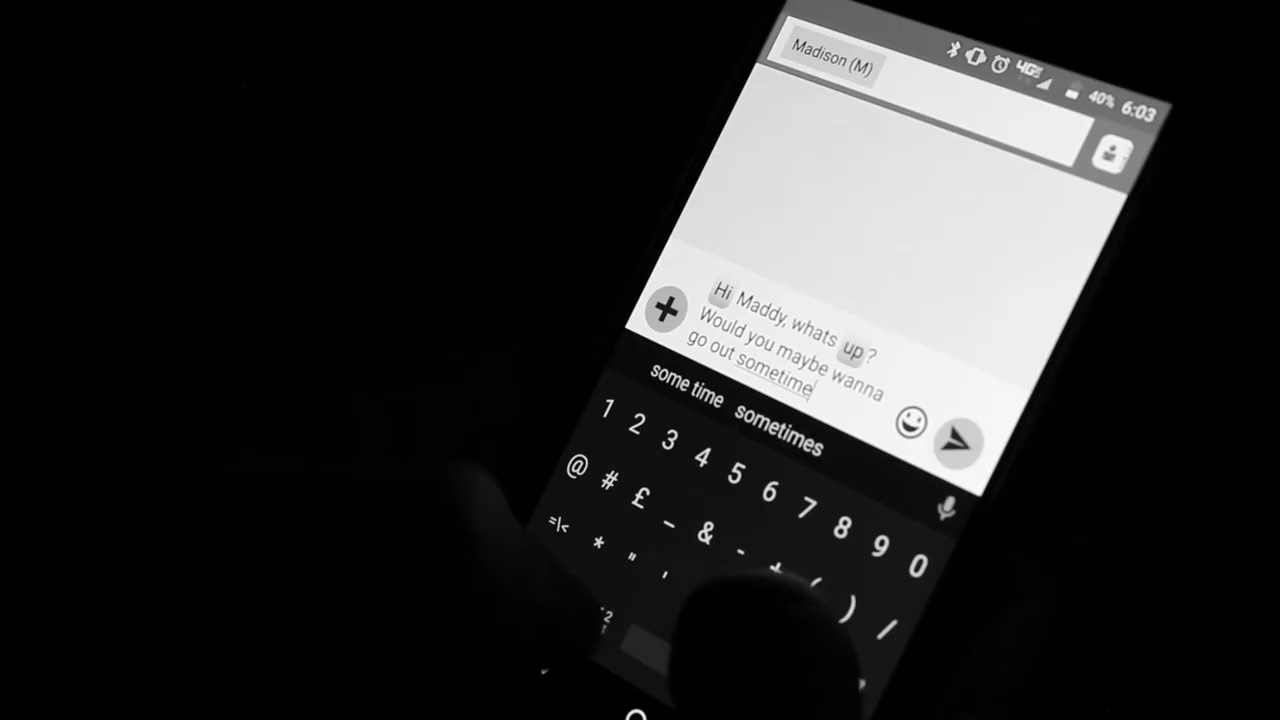 4G 40% 6:03
Madison (M)
Hi Maddy, whats up ?
Would you maybe wanna
go out sometime
some time sometimes
1 2 3 4 5 6 7 8 9 0
@ # £ _ & - + ( ) /
=\< * " '